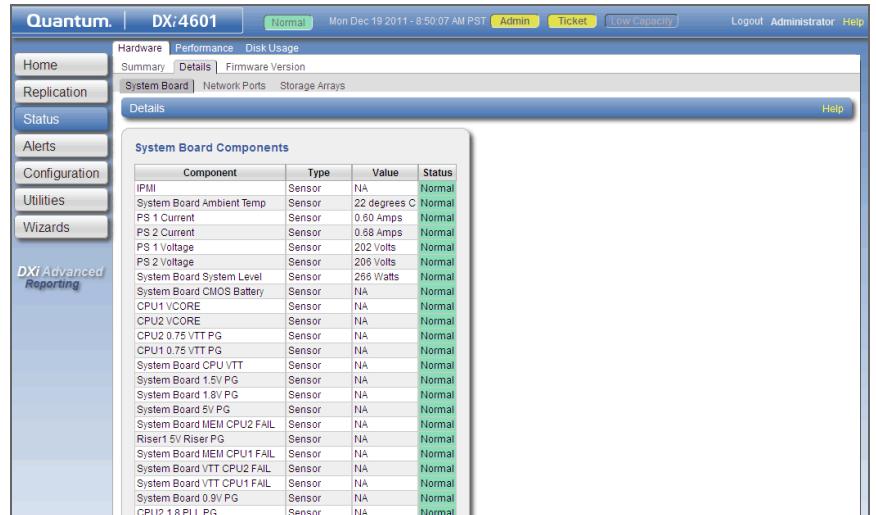 Quantum. DXi4601 Normal Mon Dec 19 2011 - 8:50:07 AM PST Admin Ticket Low Capacity Logout Administrator Help
Hardware Performance Disk Usage
Summary Details Firmware Version
System Board Network Ports Storage Arrays
Details Help
Home
Replication
Status
Alerts
Configuration
Utilities
Wizards
DXi Advanced
Reporting
System Board Components
Component Type Value Status
IPMI Sensor NA Normal
System Board Ambient Temp Sensor 22 degrees C Normal
PS 1 Current Sensor 0.60 Amps Normal
PS 2 Current Sensor 0.68 Amps Normal
PS 1 Voltage Sensor 202 Volts Normal
PS 2 Voltage Sensor 206 Volts Normal
System Board System Level Sensor 266 Watts Normal
System Board CMOS Battery Sensor NA Normal
CPU1 VCORE Sensor NA Normal
CPU2 VCORE Sensor NA Normal
CPU2 0.75 VTT PG Sensor NA Normal
CPU1 0.75 VTT PG Sensor NA Normal
System Board CPU VTT Sensor NA Normal
System Board 1.5V PG Sensor NA Normal
System Board 1.8V PG Sensor NA Normal
System Board 5V PG Sensor NA Normal
System Board MEM CPU2 FAIL Sensor NA Normal
Riser1 5V Riser PG Sensor NA Normal
System Board MEM CPU1 FAIL Sensor NA Normal
System Board VTT CPU2 FAIL Sensor NA Normal
System Board VTT CPU1 FAIL Sensor NA Normal
System Board 0.9V PG Sensor NA Normal
CPU2 1.8 PLL PG Sensor NA Normal